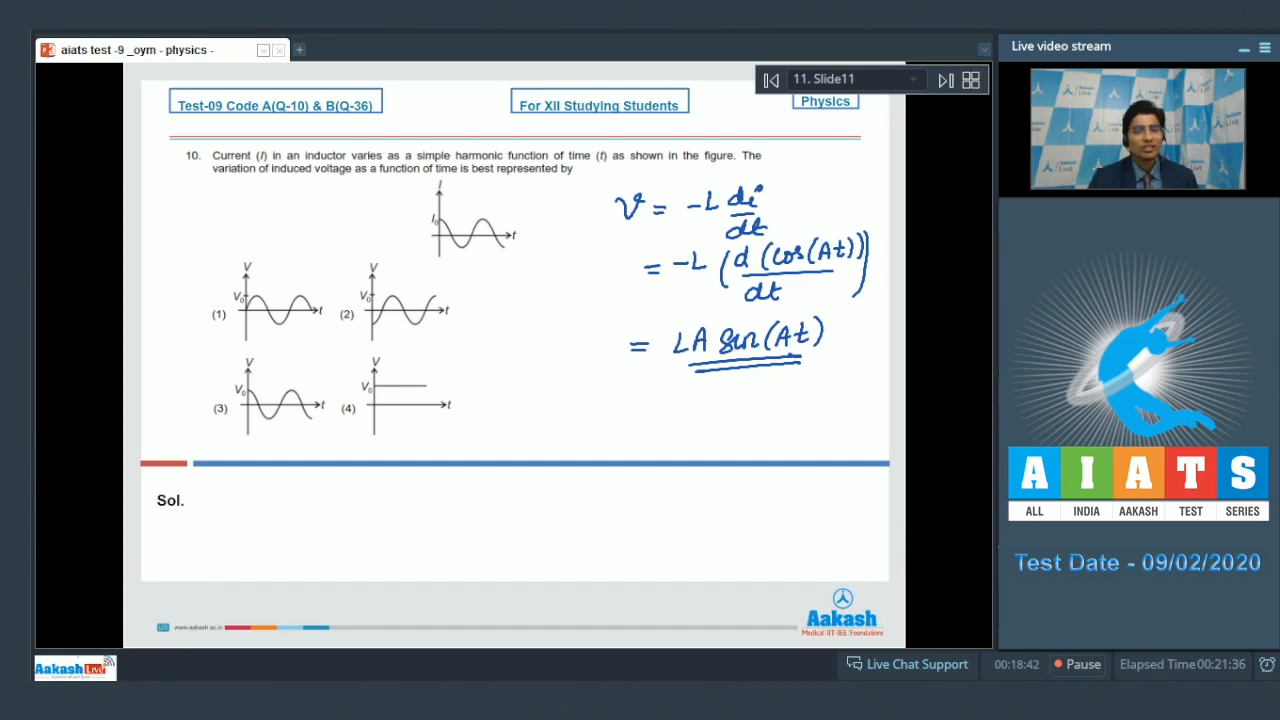 aiats test -9 _oym - physics -
Live video stream
11. Slide11
Test-09 Code A(Q-10) & B(Q-36)
For XII Studying Students
Physics
10. Current (I) in an inductor varies as a simple harmonic function of time (t) as shown in the figure. The
variation of induced voltage as a function of time is best represented by
I
I₀
t
V = -L di/dt
= -L (d (cos(At))/dt)
= LA sin(At)
V
V₀
(1)
t
V
V₀
(2)
t
V
V₀
(3)
t
V
V₀
(4)
t
Sol.
www.aakash.ac.in
Aakash
Medical|IIT-JEE|Foundations
A I A T S
ALL INDIA AAKASH TEST SERIES
Test Date - 09/02/2020
Aakash Live
Live Chat Support
00:18:42
Pause
Elapsed Time 00:21:36